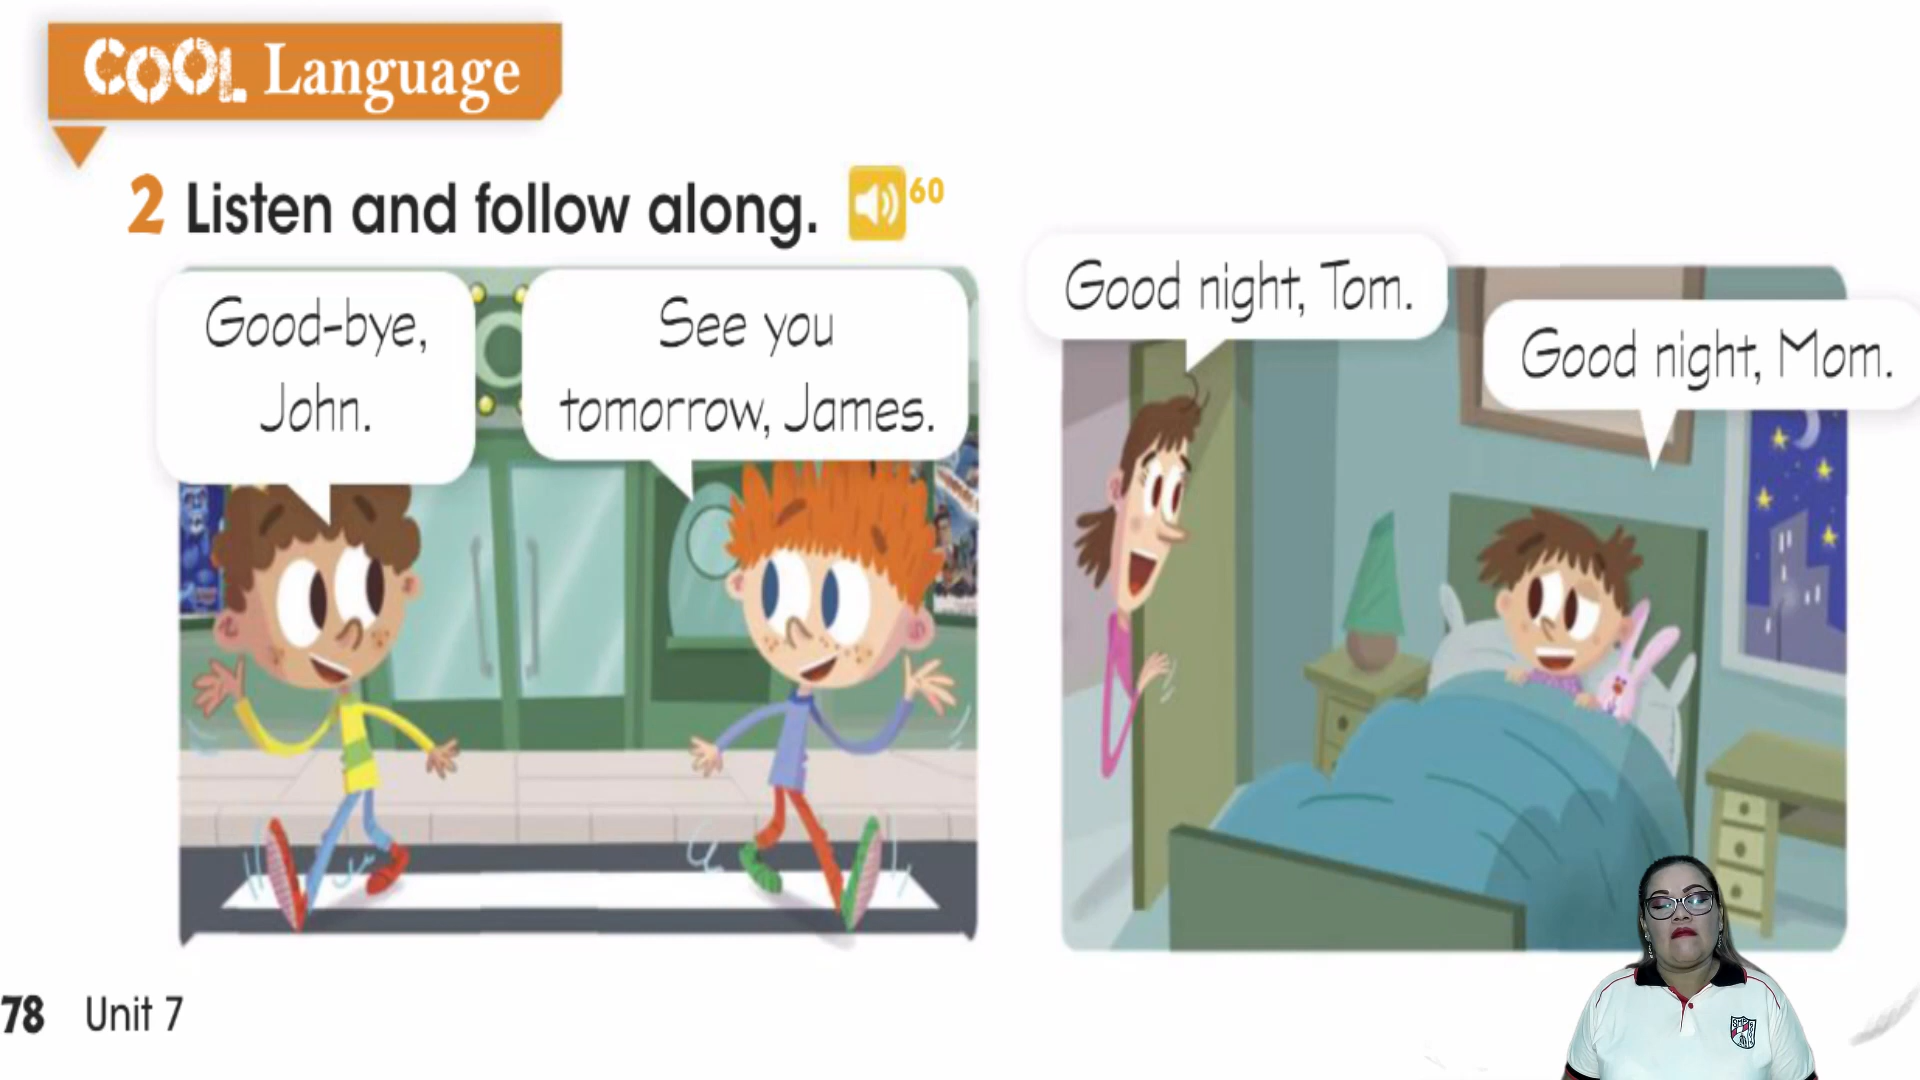 COOL Language
2 Listen and follow along. 60
Good-bye,
John.
See you
tomorrow, James.
Good night, Tom.
Good night, Mom.
78 Unit 7